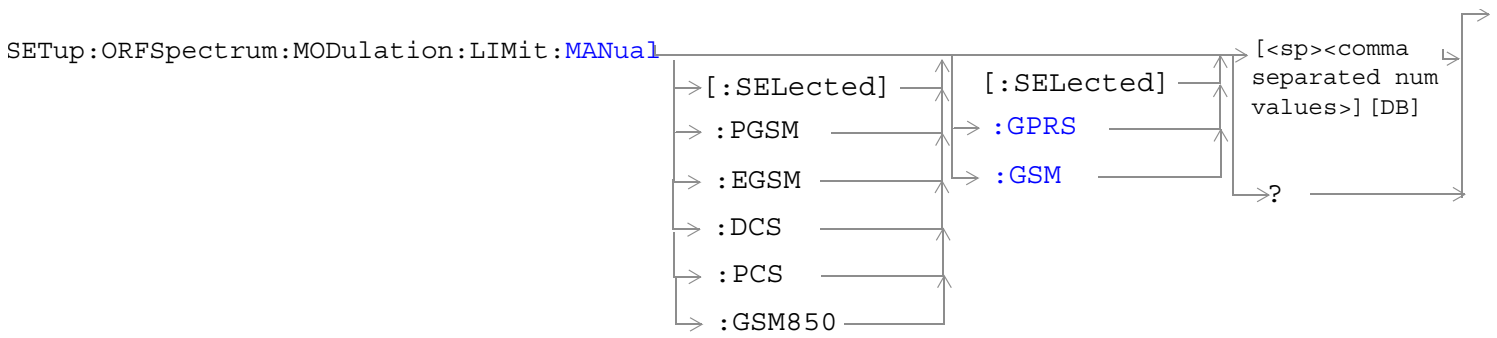 SETup:ORFSpectrum:MODulation:LIMit:MANual
[:SELected]
:PGSM
:EGSM
:DCS
:PCS
:GSM850
[:SELected]
:GPRS
:GSM
[<sp><comma
separated num
values>][DB]
?